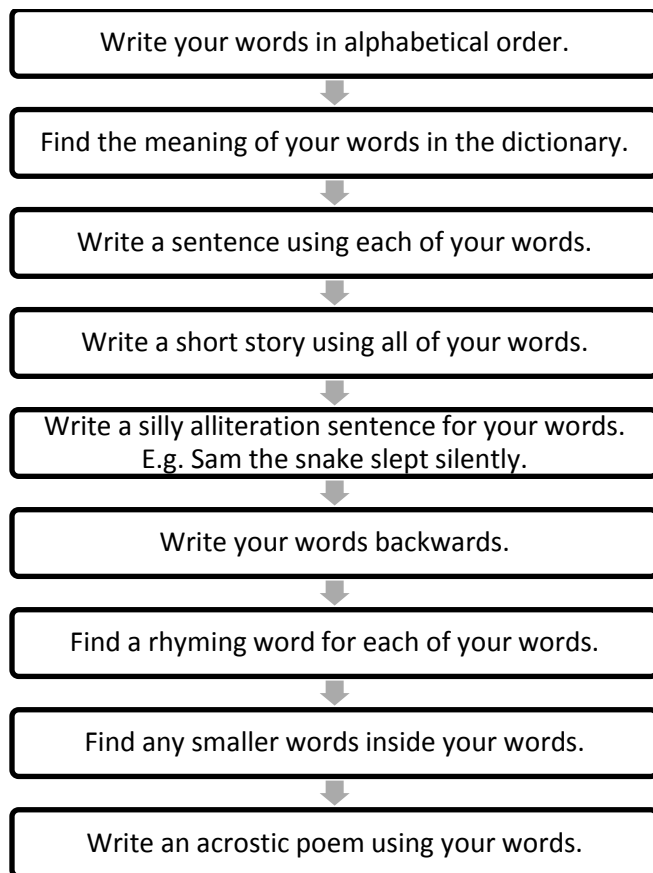 Write your words in alphabetical order.
Find the meaning of your words in the dictionary.
Write a sentence using each of your words.
Write a short story using all of your words.
Write a silly alliteration sentence for your words.
E.g. Sam the snake slept silently.
Write your words backwards.
Find a rhyming word for each of your words.
Find any smaller words inside your words.
Write an acrostic poem using your words.